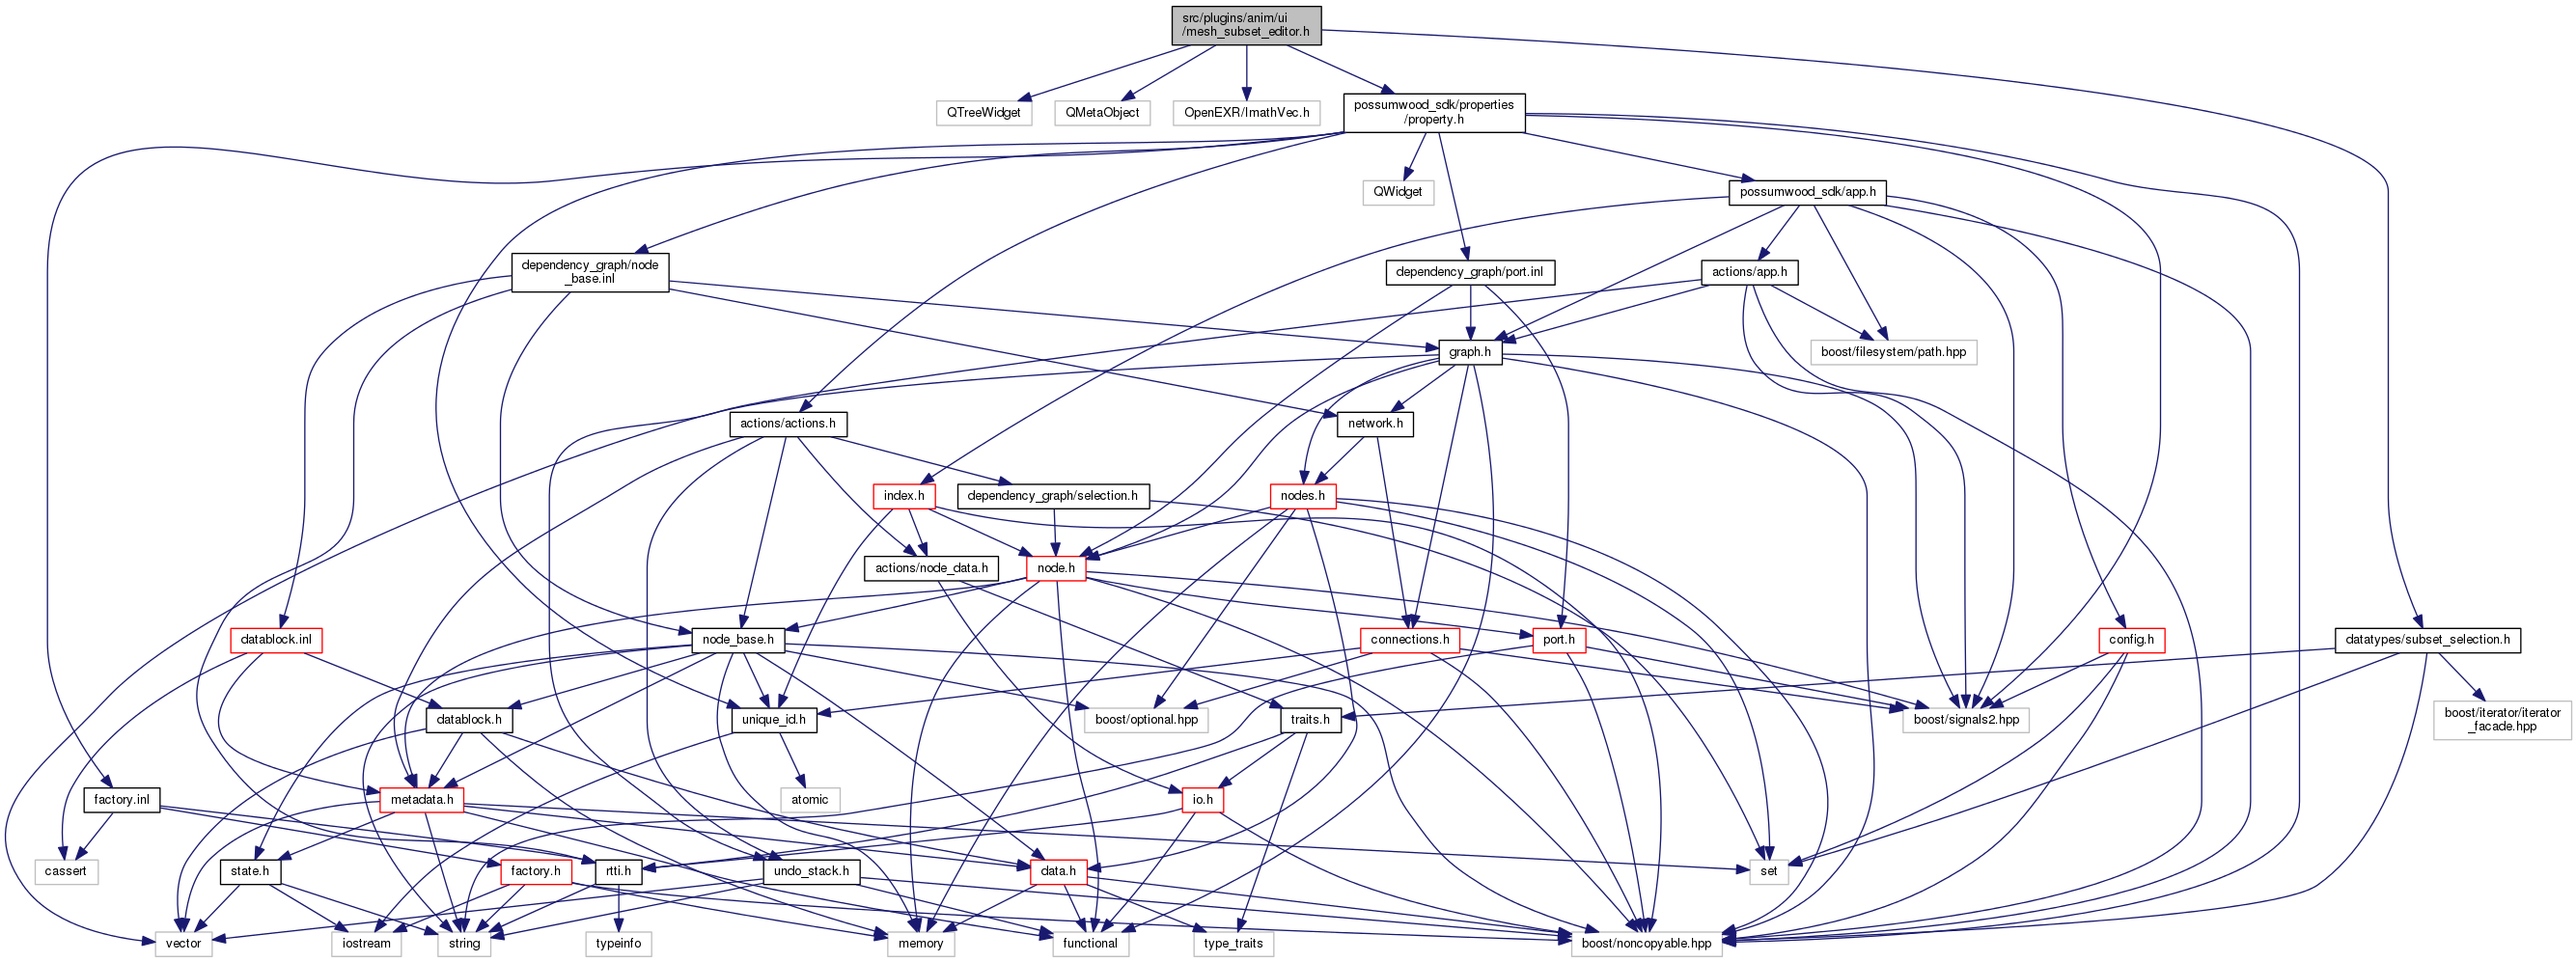 src/plugins/anim/ui
/mesh_subset_editor.h
QTreeWidget
QMetaObject
OpenEXR/ImathVec.h
possumwood_sdk/properties
/property.h
QWidget
possumwood_sdk/app.h
dependency_graph/node
_base.inl
dependency_graph/port.inl
actions/app.h
graph.h
boost/filesystem/path.hpp
actions/actions.h
network.h
index.h
dependency_graph/selection.h
nodes.h
actions/node_data.h
node.h
datablock.inl
node_base.h
connections.h
port.h
config.h
datatypes/subset_selection.h
datablock.h
unique_id.h
boost/optional.hpp
traits.h
boost/signals2.hpp
boost/iterator/iterator
_facade.hpp
factory.inl
metadata.h
atomic
io.h
cassert
state.h
factory.h
rtti.h
undo_stack.h
data.h
set
vector
iostream
string
typeinfo
memory
functional
type_traits
boost/noncopyable.hpp